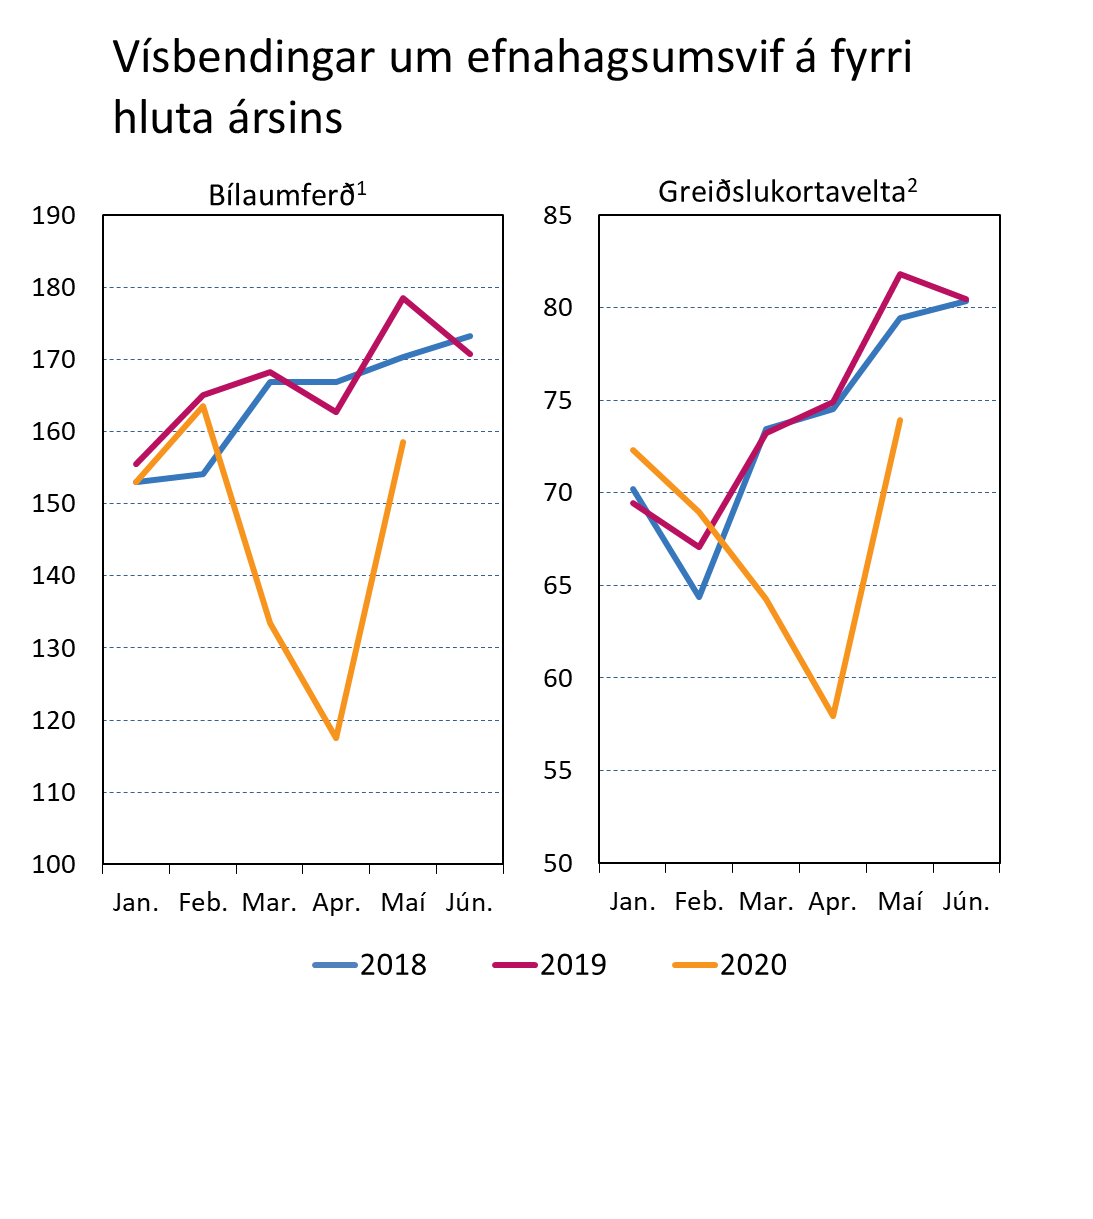 Vísbendingar um efnahagsumsvif á fyrri
hluta ársins
Bílaumferð¹
190
180
170
160
150
140
130
120
110
100
Jan. Feb. Mar. Apr. Maí Jún.
Greiðslukortavelta²
85
80
75
70
65
60
55
50
Jan. Feb. Mar. Apr. Maí Jún.
2018 2019 2020